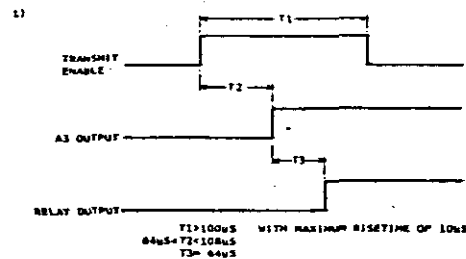 1)
T1
TRANSMIT
ENABLE
T2
A3 OUTPUT
T3
RELAY OUTPUT
T1>100uS WITH MAXIMUM RISETIME OF 10uS
64uS<T2<108uS
T3= 64uS